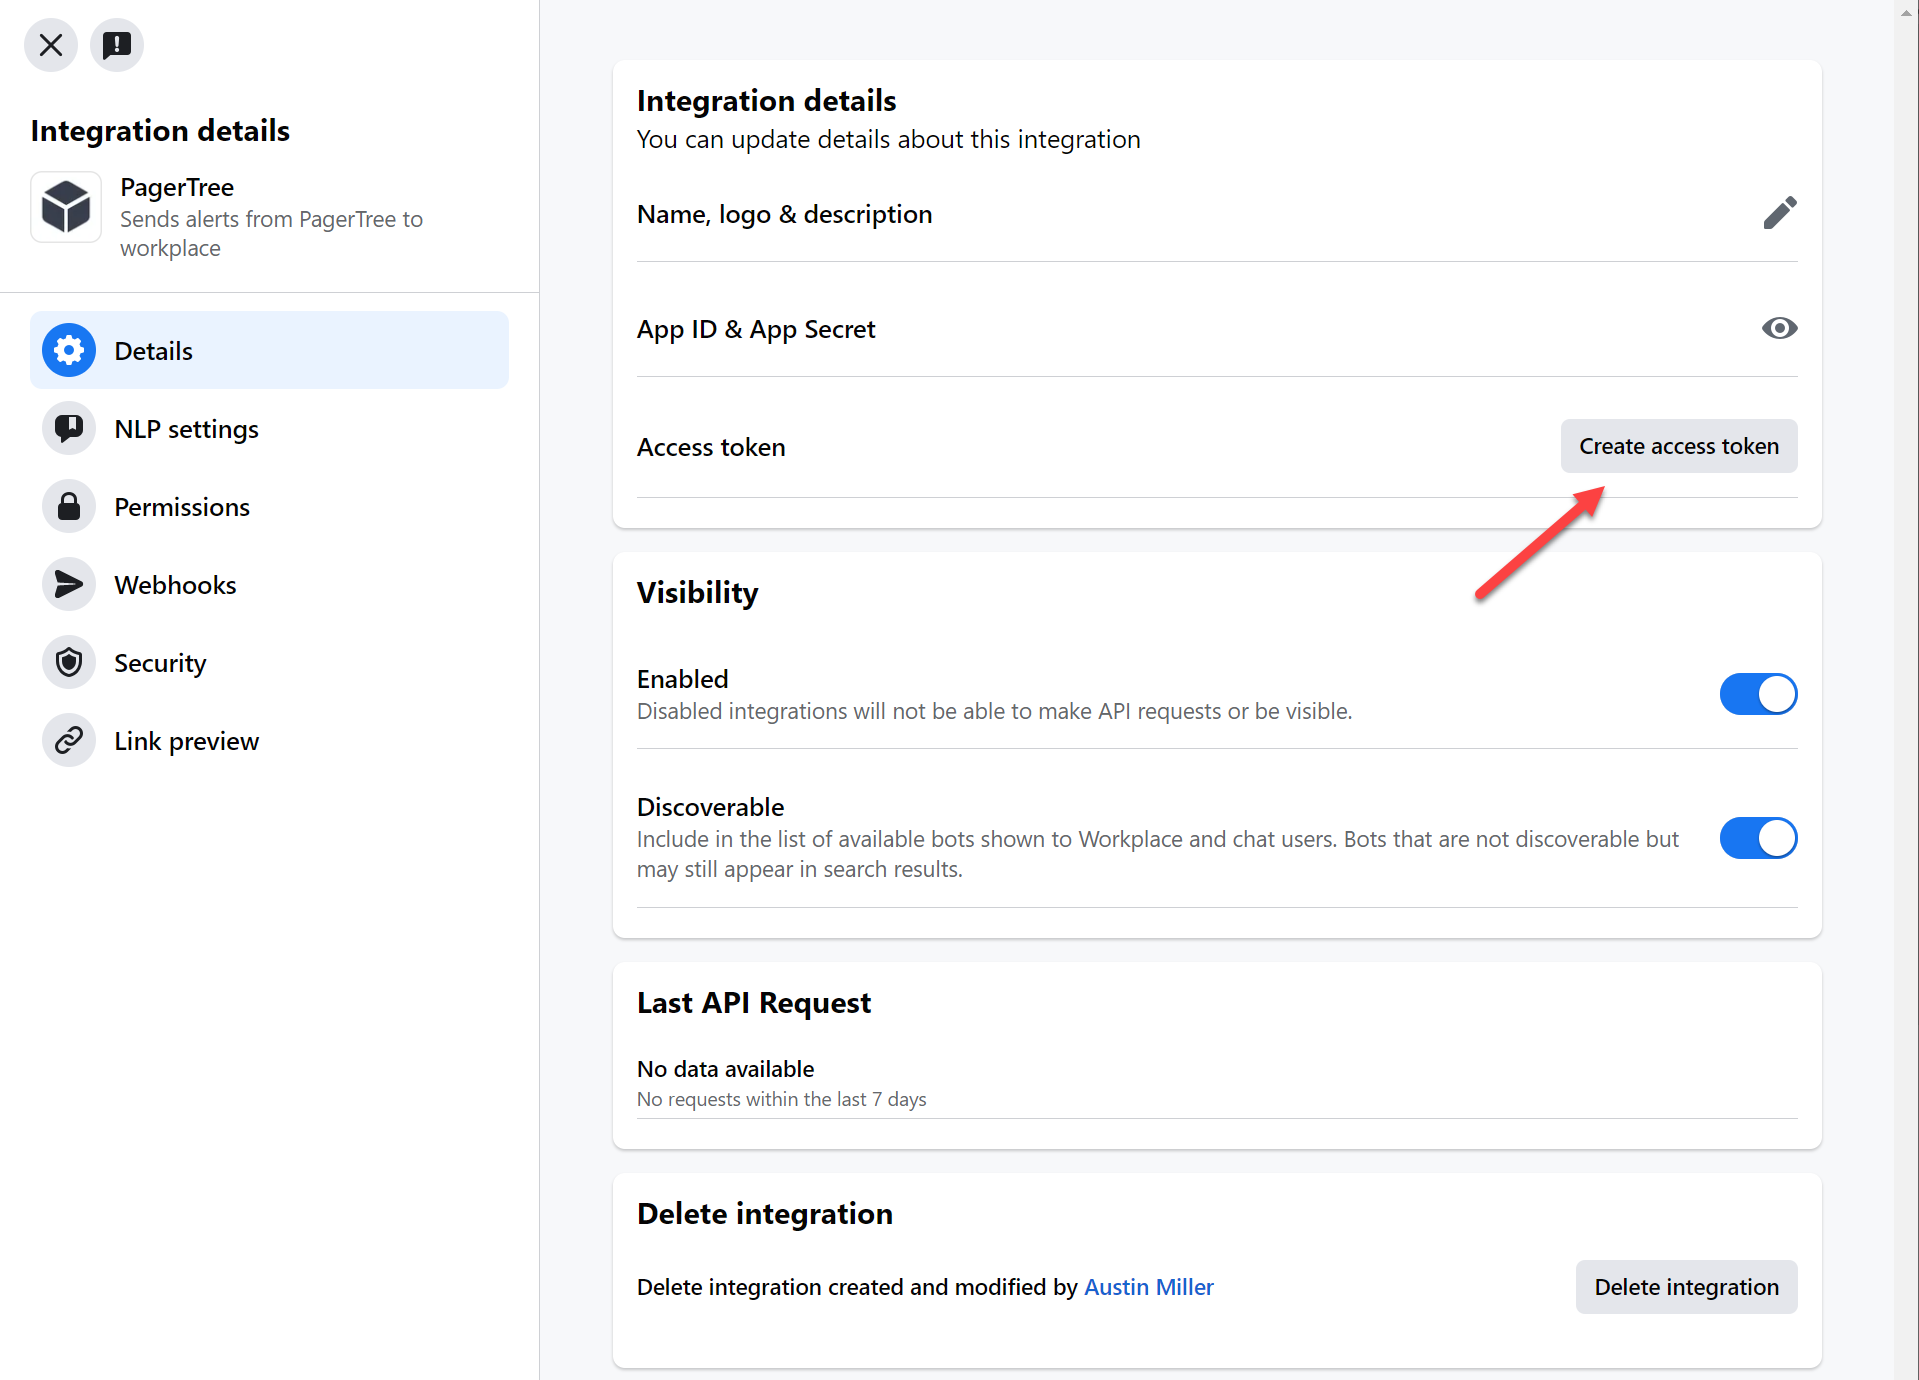 Integration details
PagerTree
Sends alerts from PagerTree to
workplace
Details
NLP settings
Permissions
Webhooks
Security
Link preview
Integration details
You can update details about this integration
Name, logo & description
App ID & App Secret
Access token
Create access token
Visibility
Enabled
Disabled integrations will not be able to make API requests or be visible.
Discoverable
Include in the list of available bots shown to Workplace and chat users. Bots that are not discoverable but
may still appear in search results.
Last API Request
No data available
No requests within the last 7 days
Delete integration
Delete integration created and modified by Austin Miller
Delete integration